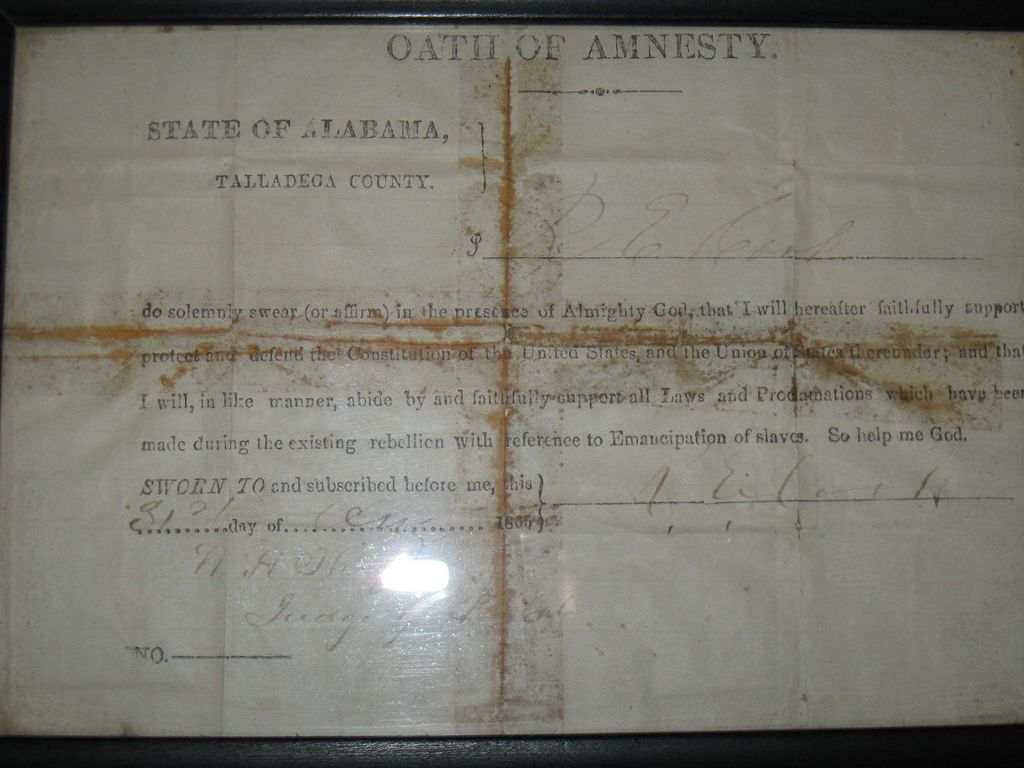 OATH OF AMNESTY.
STATE OF ALABAMA,
TALLADEGA COUNTY.
I R E
do solemnly swear (or affirm) in the presence of Almighty God, that I will hereafter faithfully support
protect and defend the Constitution of the United States, and the Union of States thereunder; and that
I will, in like manner, abide by and faithfully support all Laws and Proclamations which have been
made during the existing rebellion with reference to Emancipation of slaves. So help me God.
SWORN TO and subscribed before me, this
31st day of 1865
W H
Judge of
NO.